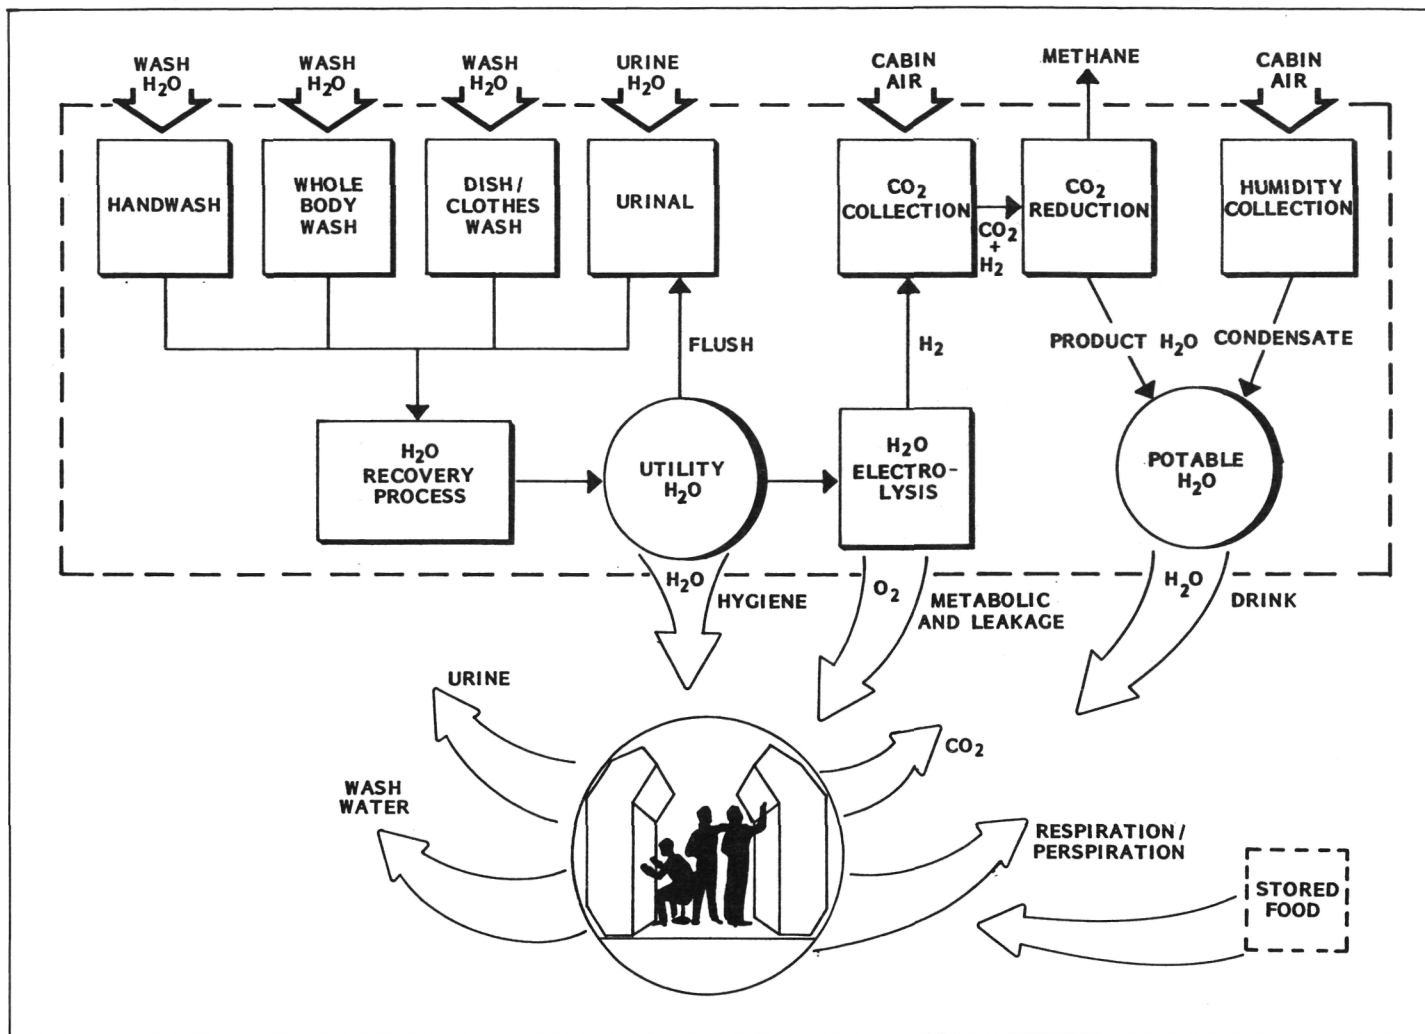 WASH
H₂O
WASH
H₂O
WASH
H₂O
URINE
H₂O
CABIN
AIR
METHANE
CABIN
AIR
HANDWASH
WHOLE
BODY
WASH
DISH/
CLOTHES
WASH
URINAL
CO₂
COLLECTION
CO₂
+
H₂
CO₂
REDUCTION
HUMIDITY
COLLECTION
FLUSH
H₂
PRODUCT H₂O
CONDENSATE
H₂O
RECOVERY
PROCESS
UTILITY
H₂O
H₂O
ELECTRO-
LYSIS
POTABLE
H₂O
H₂O
HYGIENE
O₂
METABOLIC
AND LEAKAGE
H₂O
DRINK
URINE
CO₂
WASH
WATER
RESPIRATION/
PERSPIRATION
STORED
FOOD